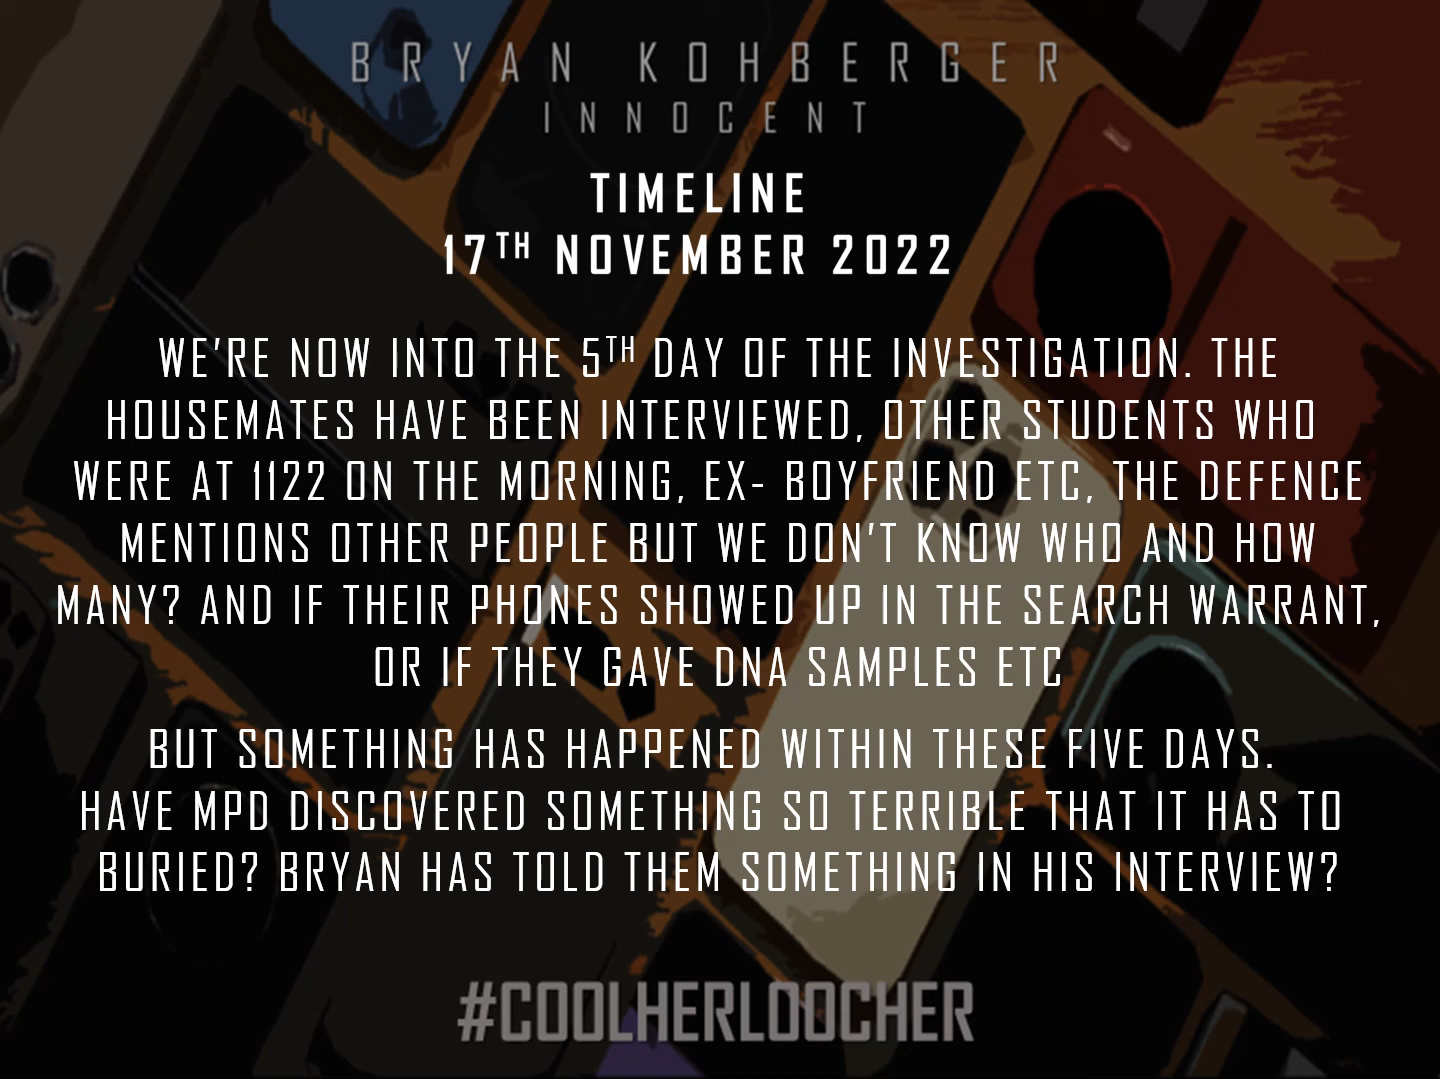 BRYAN KOHBERGER
INNOCENT
TIMELINE
17TH NOVEMBER 2022
WE'RE NOW INTO THE 5TH DAY OF THE INVESTIGATION. THE
HOUSEMATES HAVE BEEN INTERVIEWED, OTHER STUDENTS WHO
WERE AT 1122 ON THE MORNING, EX- BOYFRIEND ETC, THE DEFENCE
MENTIONS OTHER PEOPLE BUT WE DON'T KNOW WHO AND HOW
MANY? AND IF THEIR PHONES SHOWED UP IN THE SEARCH WARRANT,
OR IF THEY GAVE DNA SAMPLES ETC
BUT SOMETHING HAS HAPPENED WITHIN THESE FIVE DAYS.
HAVE MPD DISCOVERED SOMETHING SO TERRIBLE THAT IT HAS TO
BURIED? BRYAN HAS TOLD THEM SOMETHING IN HIS INTERVIEW?
#COOLHERLOOCHER